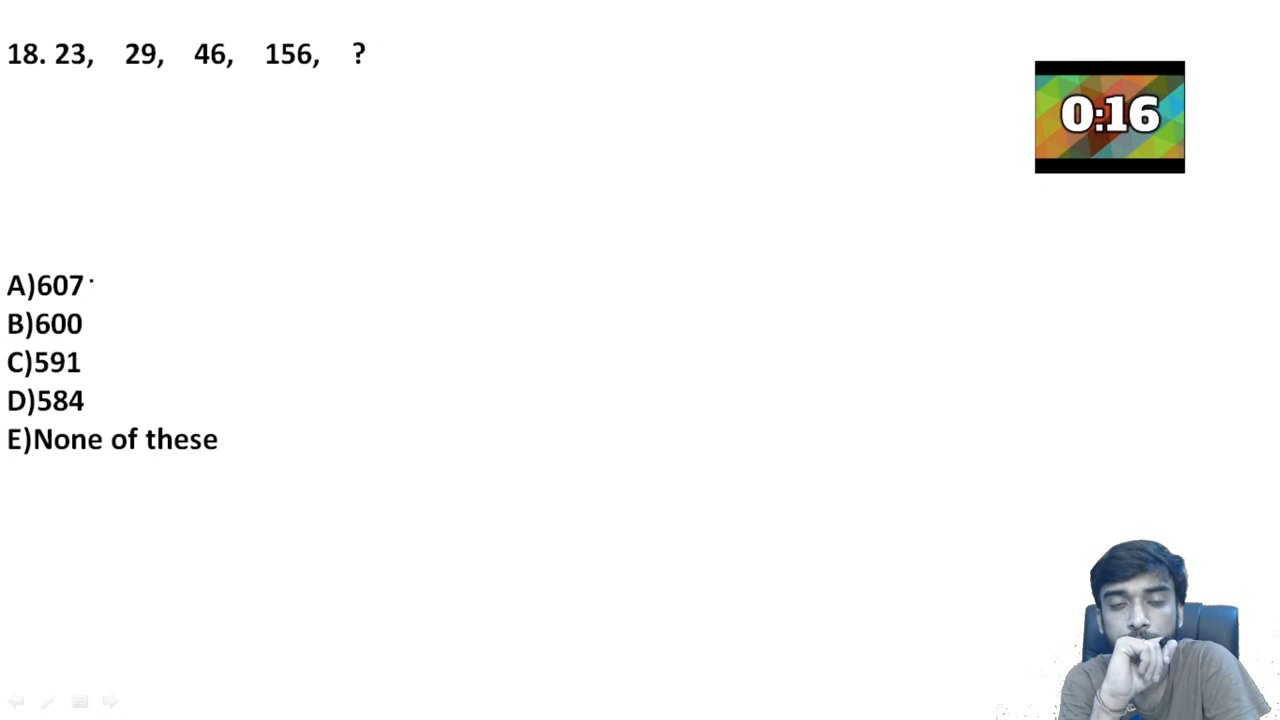 18. 23, 29, 46, 156, ?
0:16
A)607
B)600
C)591
D)584
E)None of these